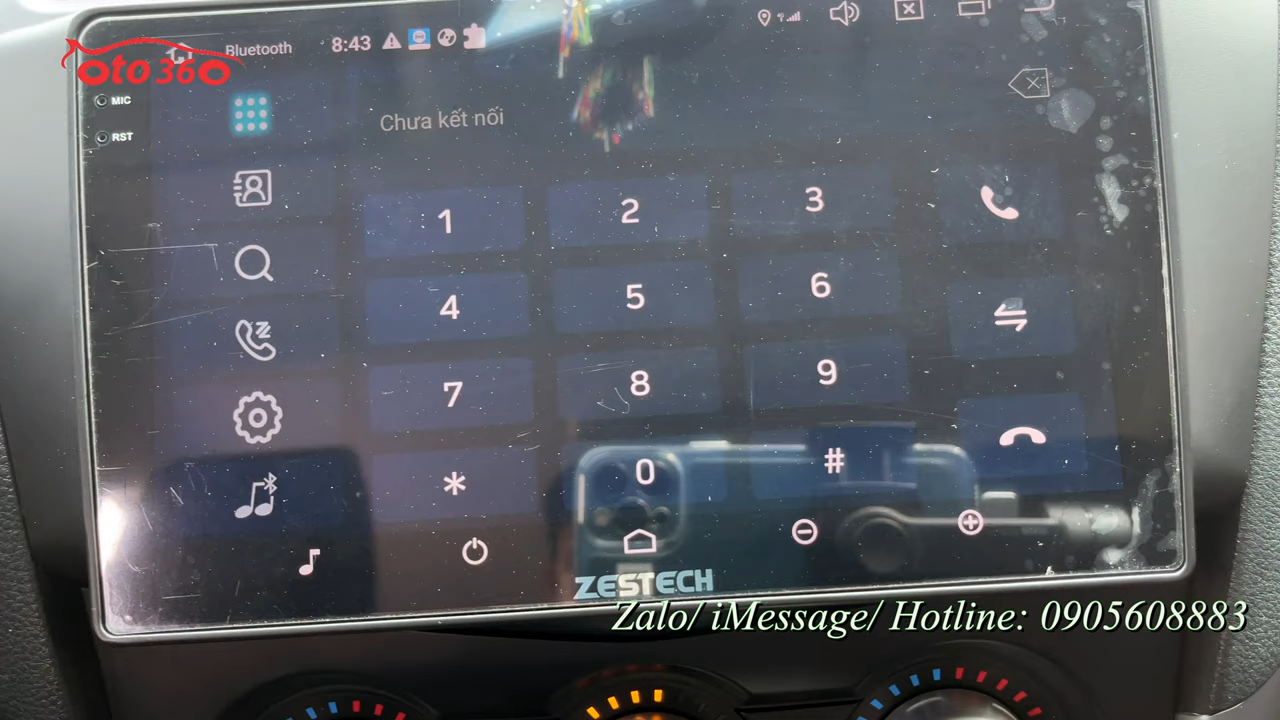 oto360
Bluetooth
8:43
MIC
RST
Chưa kết nối
1
2
3
4
5
6
7
8
9
*
0
#
ZESTECH
Zalo/ iMessage/ Hotline: 0905608883